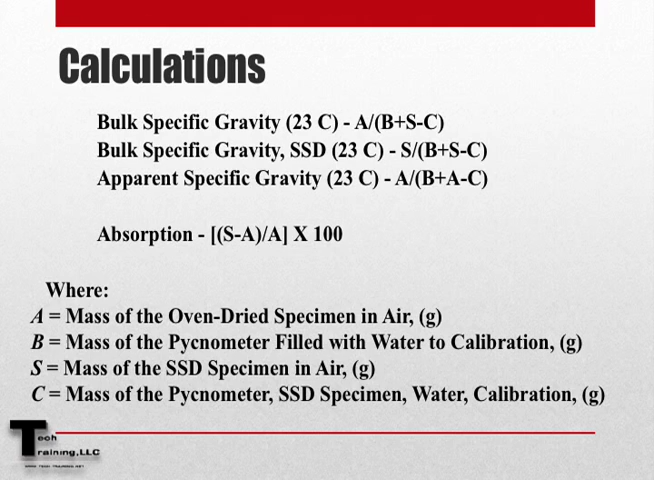 Calculations
Bulk Specific Gravity (23 C) - A/(B+S-C)
Bulk Specific Gravity, SSD (23 C) - S/(B+S-C)
Apparent Specific Gravity (23 C) - A/(B+A-C)
Absorption - [(S-A)/A] X 100
Where:
A = Mass of the Oven-Dried Specimen in Air, (g)
B = Mass of the Pycnometer Filled with Water to Calibration, (g)
S = Mass of the SSD Specimen in Air, (g)
C = Mass of the Pycnometer, SSD Specimen, Water, Calibration, (g)
Tech
Training,LLC